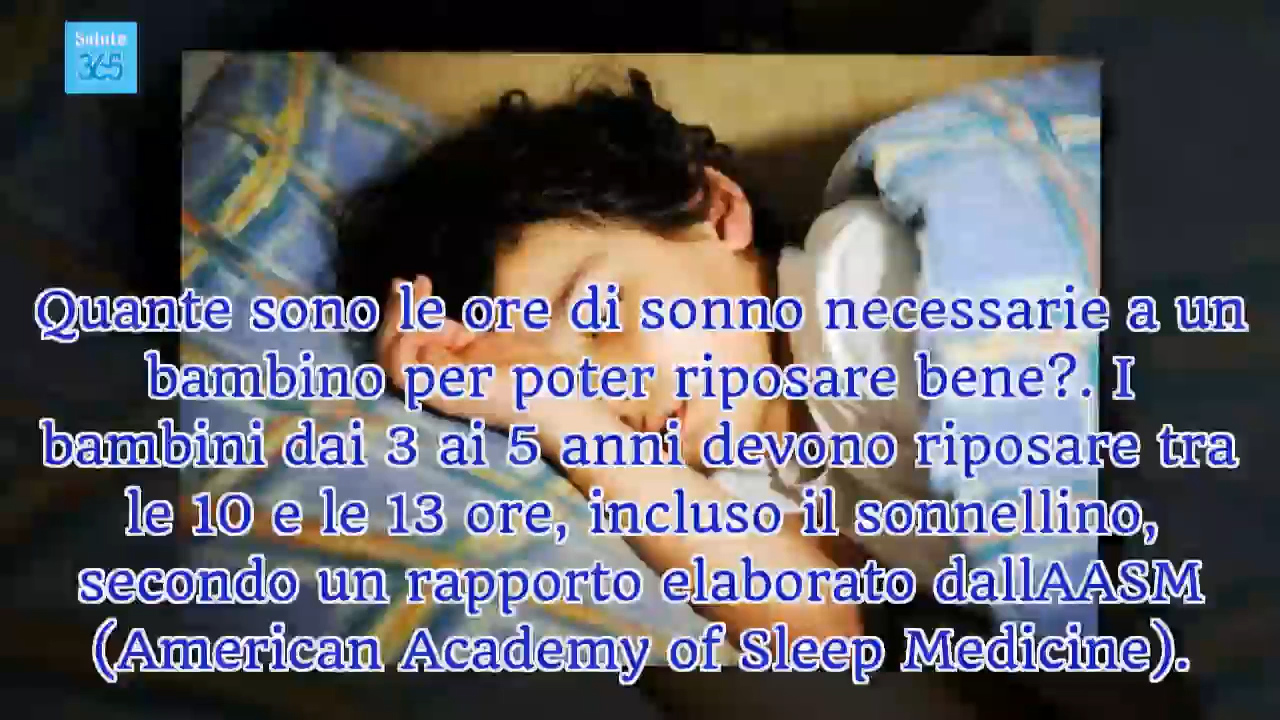 Salute
365
Quante sono le ore di sonno necessarie a un
bambino per poter riposare bene?. I
bambini dai 3 ai 5 anni devono riposare tra
le 10 e le 13 ore, incluso il sonnellino,
secondo un rapporto elaborato dallAASM
(American Academy of Sleep Medicine).